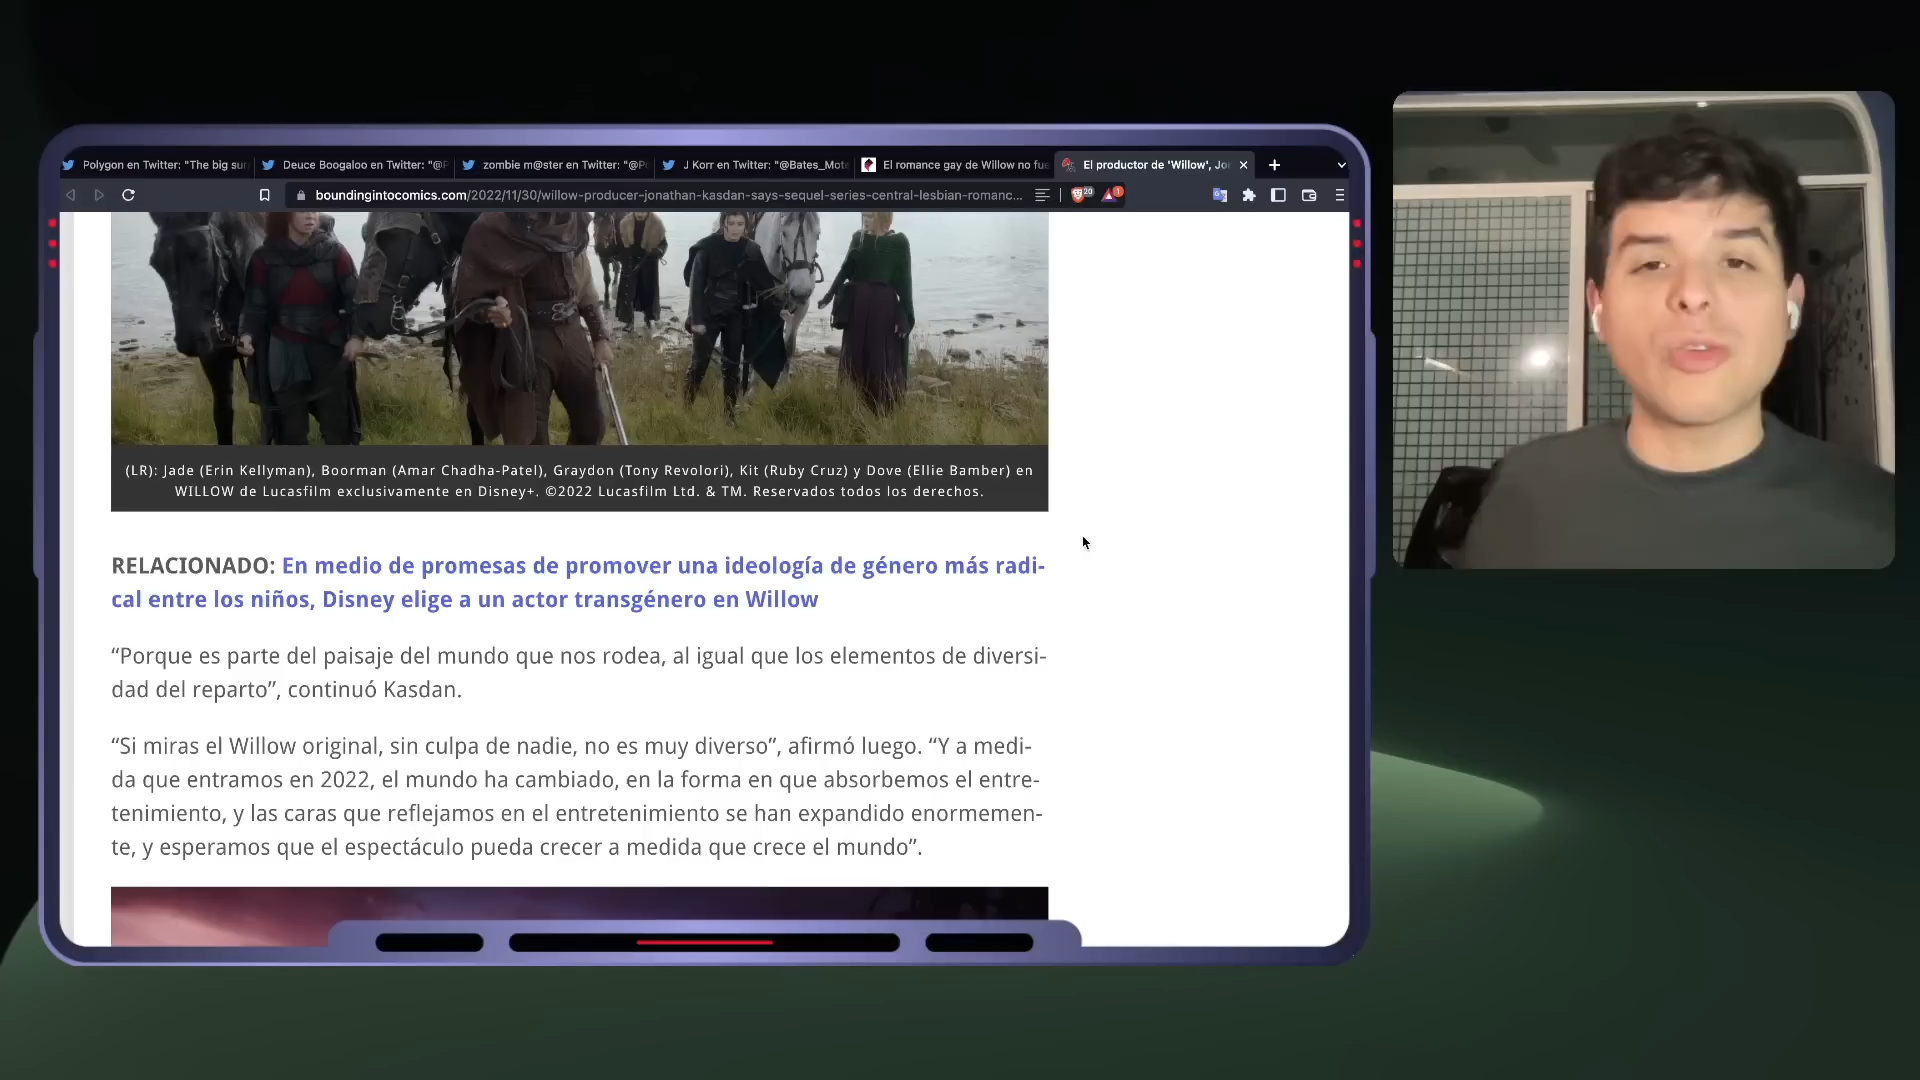 Polygon en Twitter: "The big sur
Deuce Boogaloo en Twitter: "@P
zombie m@ster en Twitter: "@Po
J Korr en Twitter: "@Bates_Mote
El romance gay de Willow no fue
El productor de 'Willow', Jo
boundingintocomics.com/2022/11/30/willow-producer-jonathan-kasdan-says-sequel-series-central-lesbian-romanc...
20
1
(LR): Jade (Erin Kellyman), Boorman (Amar Chadha-Patel), Graydon (Tony Revolori), Kit (Ruby Cruz) y Dove (Ellie Bamber) en
WILLOW de Lucasfilm exclusivamente en Disney+. ©2022 Lucasfilm Ltd. & TM. Reservados todos los derechos.
RELACIONADO: En medio de promesas de promover una ideología de género más radi-
cal entre los niños, Disney elige a un actor transgénero en Willow
“Porque es parte del paisaje del mundo que nos rodea, al igual que los elementos de diversi-
dad del reparto”, continuó Kasdan.
“Si miras el Willow original, sin culpa de nadie, no es muy diverso”, afirmó luego. “Y a medi-
da que entramos en 2022, el mundo ha cambiado, en la forma en que absorbemos el entre-
tenimiento, y las caras que reflejamos en el entretenimiento se han expandido enormemen-
te, y esperamos que el espectáculo pueda crecer a medida que crece el mundo”.